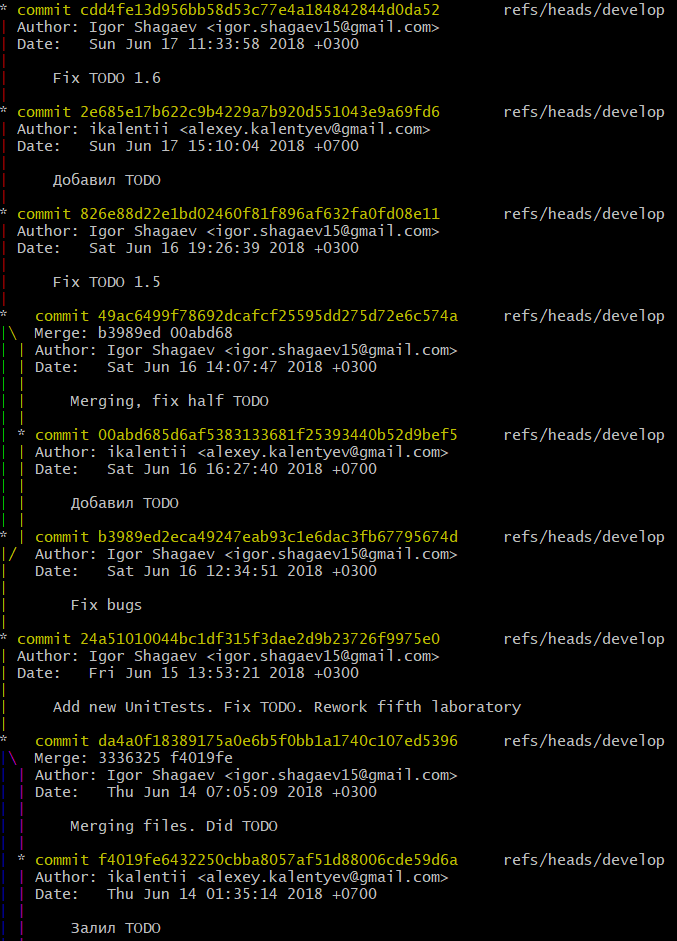 * commit cdd4fe13d956bb58d53c77e4a184842844d0da52 refs/heads/develop
| Author: Igor Shagaev <igor.shagaev15@gmail.com>
| Date:   Sun Jun 17 11:33:58 2018 +0300
|
|     Fix TODO 1.6
|
* commit 2e685e17b622c9b4229a7b920d551043e9a69fd6 refs/heads/develop
| Author: ikalentii <alexey.kalentyev@gmail.com>
| Date:   Sun Jun 17 15:10:04 2018 +0700
|
|     Добавил TODO
|
* commit 826e88d22e1bd02460f81f896af632fa0fd08e11 refs/heads/develop
| Author: Igor Shagaev <igor.shagaev15@gmail.com>
| Date:   Sat Jun 16 19:26:39 2018 +0300
|
|     Fix TODO 1.5
|
*   commit 49ac6499f78692dcafcf25595dd275d72e6c574a refs/heads/develop
|\  Merge: b3989ed 00abd68
| | Author: Igor Shagaev <igor.shagaev15@gmail.com>
| | Date:   Sat Jun 16 14:07:47 2018 +0300
| |
| |     Merging, fix half TODO
| |
| * commit 00abd685d6af5383133681f25393440b52d9bef5 refs/heads/develop
| | Author: ikalentii <alexey.kalentyev@gmail.com>
| | Date:   Sat Jun 16 16:27:40 2018 +0700
| |
| |     Добавил TODO
| |
* | commit b3989ed2eca49247eab93c1e6dac3fb67795674d refs/heads/develop
|/  Author: Igor Shagaev <igor.shagaev15@gmail.com>
|   Date:   Sat Jun 16 12:34:51 2018 +0300
|
|       Fix bugs
|
* commit 24a51010044bc1df315f3dae2d9b23726f9975e0 refs/heads/develop
| Author: Igor Shagaev <igor.shagaev15@gmail.com>
| Date:   Fri Jun 15 13:53:21 2018 +0300
|
|     Add new UnitTests. Fix TODO. Rework fifth laboratory
|
*   commit da4a0f18389175a0e6b5f0bb1a1740c107ed5396 refs/heads/develop
|\  Merge: 3336325 f4019fe
| | Author: Igor Shagaev <igor.shagaev15@gmail.com>
| | Date:   Thu Jun 14 07:05:09 2018 +0300
| |
| |     Merging files. Did TODO
| |
| * commit f4019fe6432250cbba8057af51d88006cde59d6a refs/heads/develop
| | Author: ikalentii <alexey.kalentyev@gmail.com>
| | Date:   Thu Jun 14 01:35:14 2018 +0700
| |
| |     Залил TODO